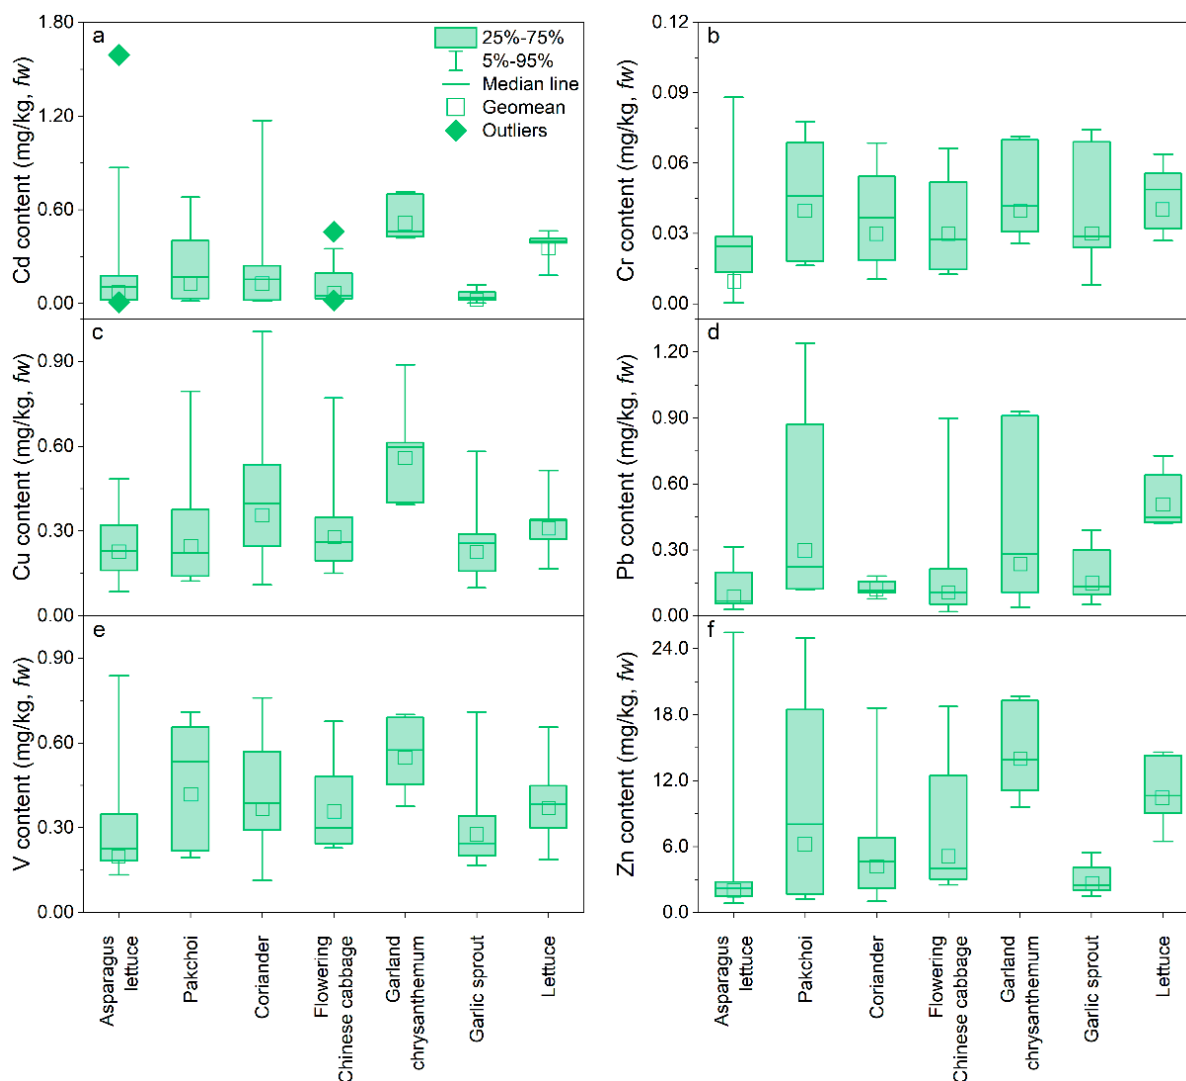 a
1.80
1.20
0.60
0.00
Cd content (mg/kg, fw)
25%-75%
5%-95%
Median line
Geomean
Outliers
b
0.12
0.09
0.06
0.03
0.00
Cr content (mg/kg, fw)
c
0.90
0.60
0.30
0.00
Cu content (mg/kg, fw)
d
1.20
0.90
0.60
0.30
0.00
Pb content (mg/kg, fw)
e
0.90
0.60
0.30
0.00
V content (mg/kg, fw)
Asparagus
lettuce
Pakchoi
Coriander
Flowering
Chinese cabbage
Garland
chrysanthemum
Garlic sprout
Lettuce
f
24.0
18.0
12.0
6.0
0.0
Zn content (mg/kg, fw)
Asparagus
lettuce
Pakchoi
Coriander
Flowering
Chinese cabbage
Garland
chrysanthemum
Garlic sprout
Lettuce